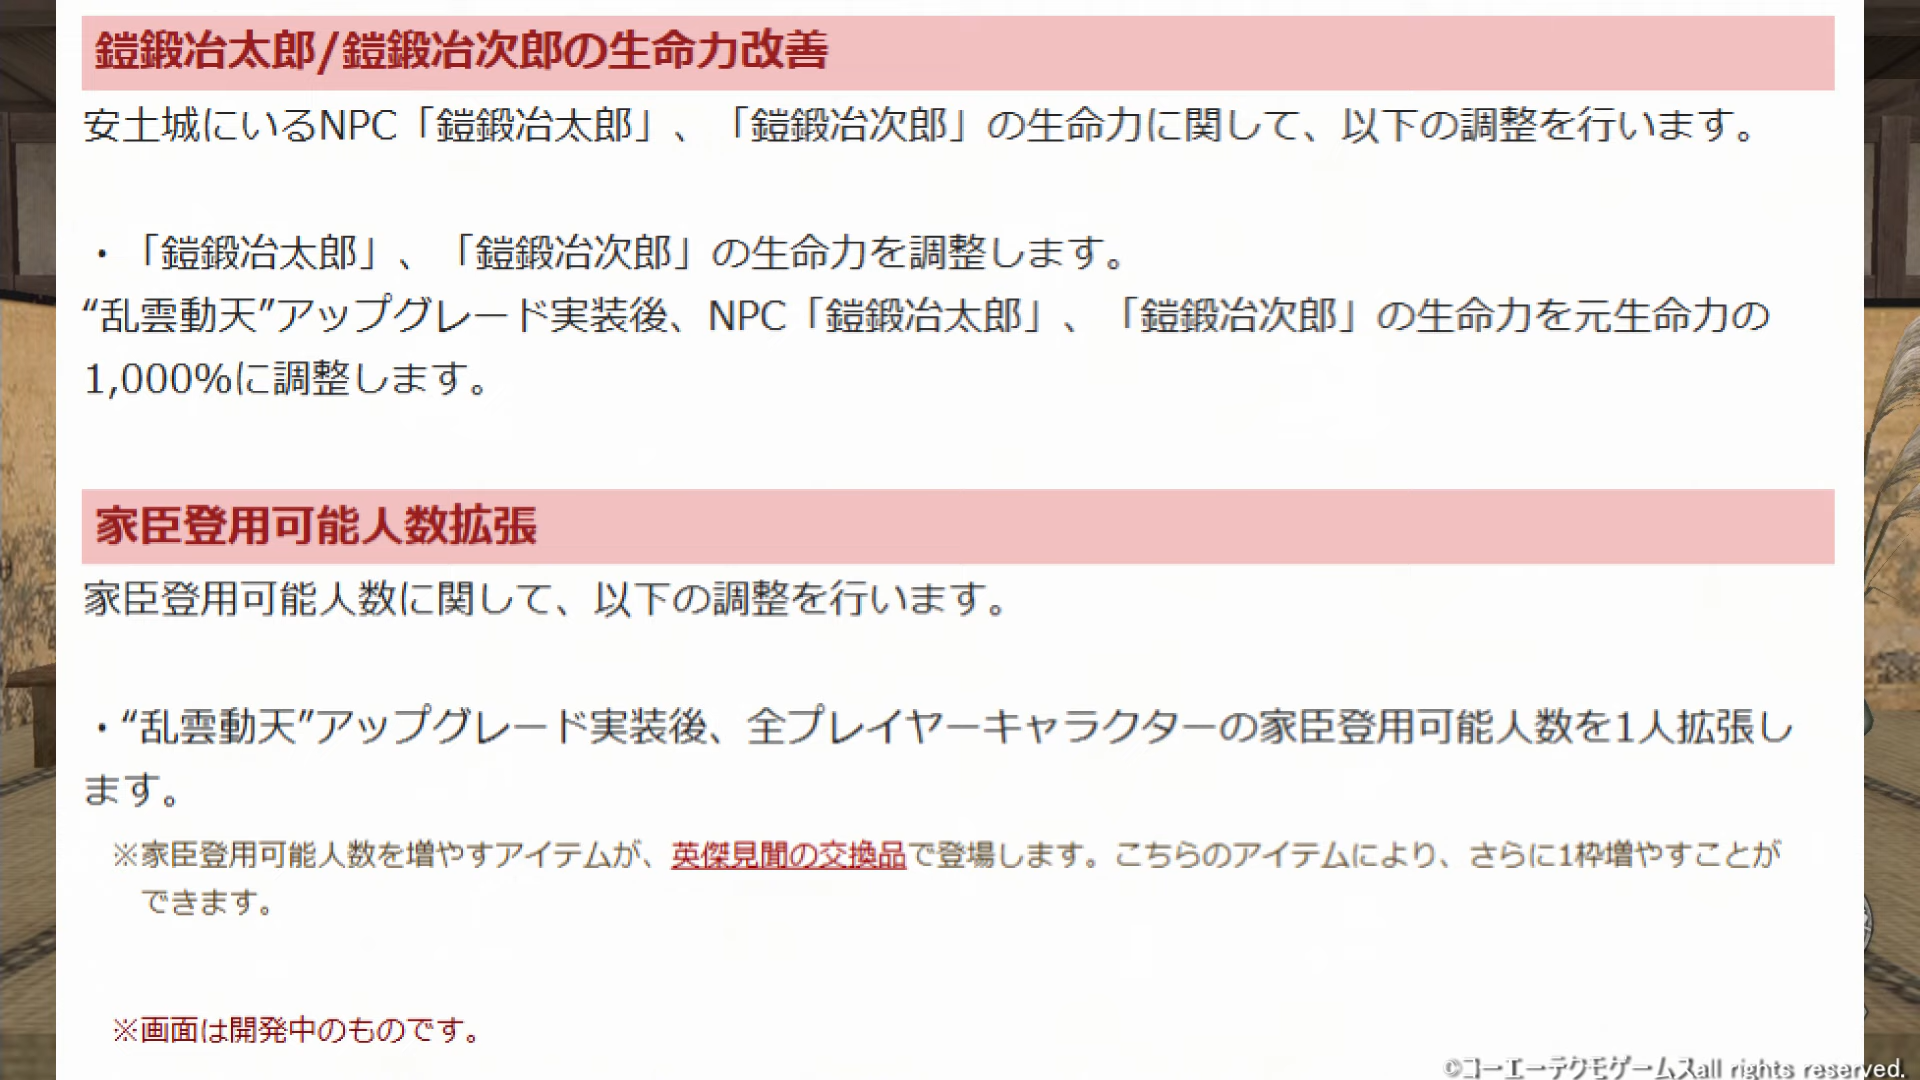 鎧鍛冶太郎/鎧鍛冶次郎の生命力改善
安土城にいるNPC「鎧鍛冶太郎」、「鎧鍛冶次郎」の生命力に関して、以下の調整を行います。
・「鎧鍛冶太郎」、「鎧鍛冶次郎」の生命力を調整します。
“乱雲動天”アップグレード実装後、NPC「鎧鍛冶太郎」、「鎧鍛冶次郎」の生命力を元生命力の
1,000%に調整します。
家臣登用可能人数拡張
家臣登用可能人数に関して、以下の調整を行います。
・“乱雲動天”アップグレード実装後、全プレイヤーキャラクターの家臣登用可能人数を1人拡張し
ます。
※家臣登用可能人数を増やすアイテムが、英傑見聞の交換品で登場します。こちらのアイテムにより、さらに1枠増やすことが
できます。
※画面は開発中のものです。
©コーエーテクモゲームスall rights reserved.